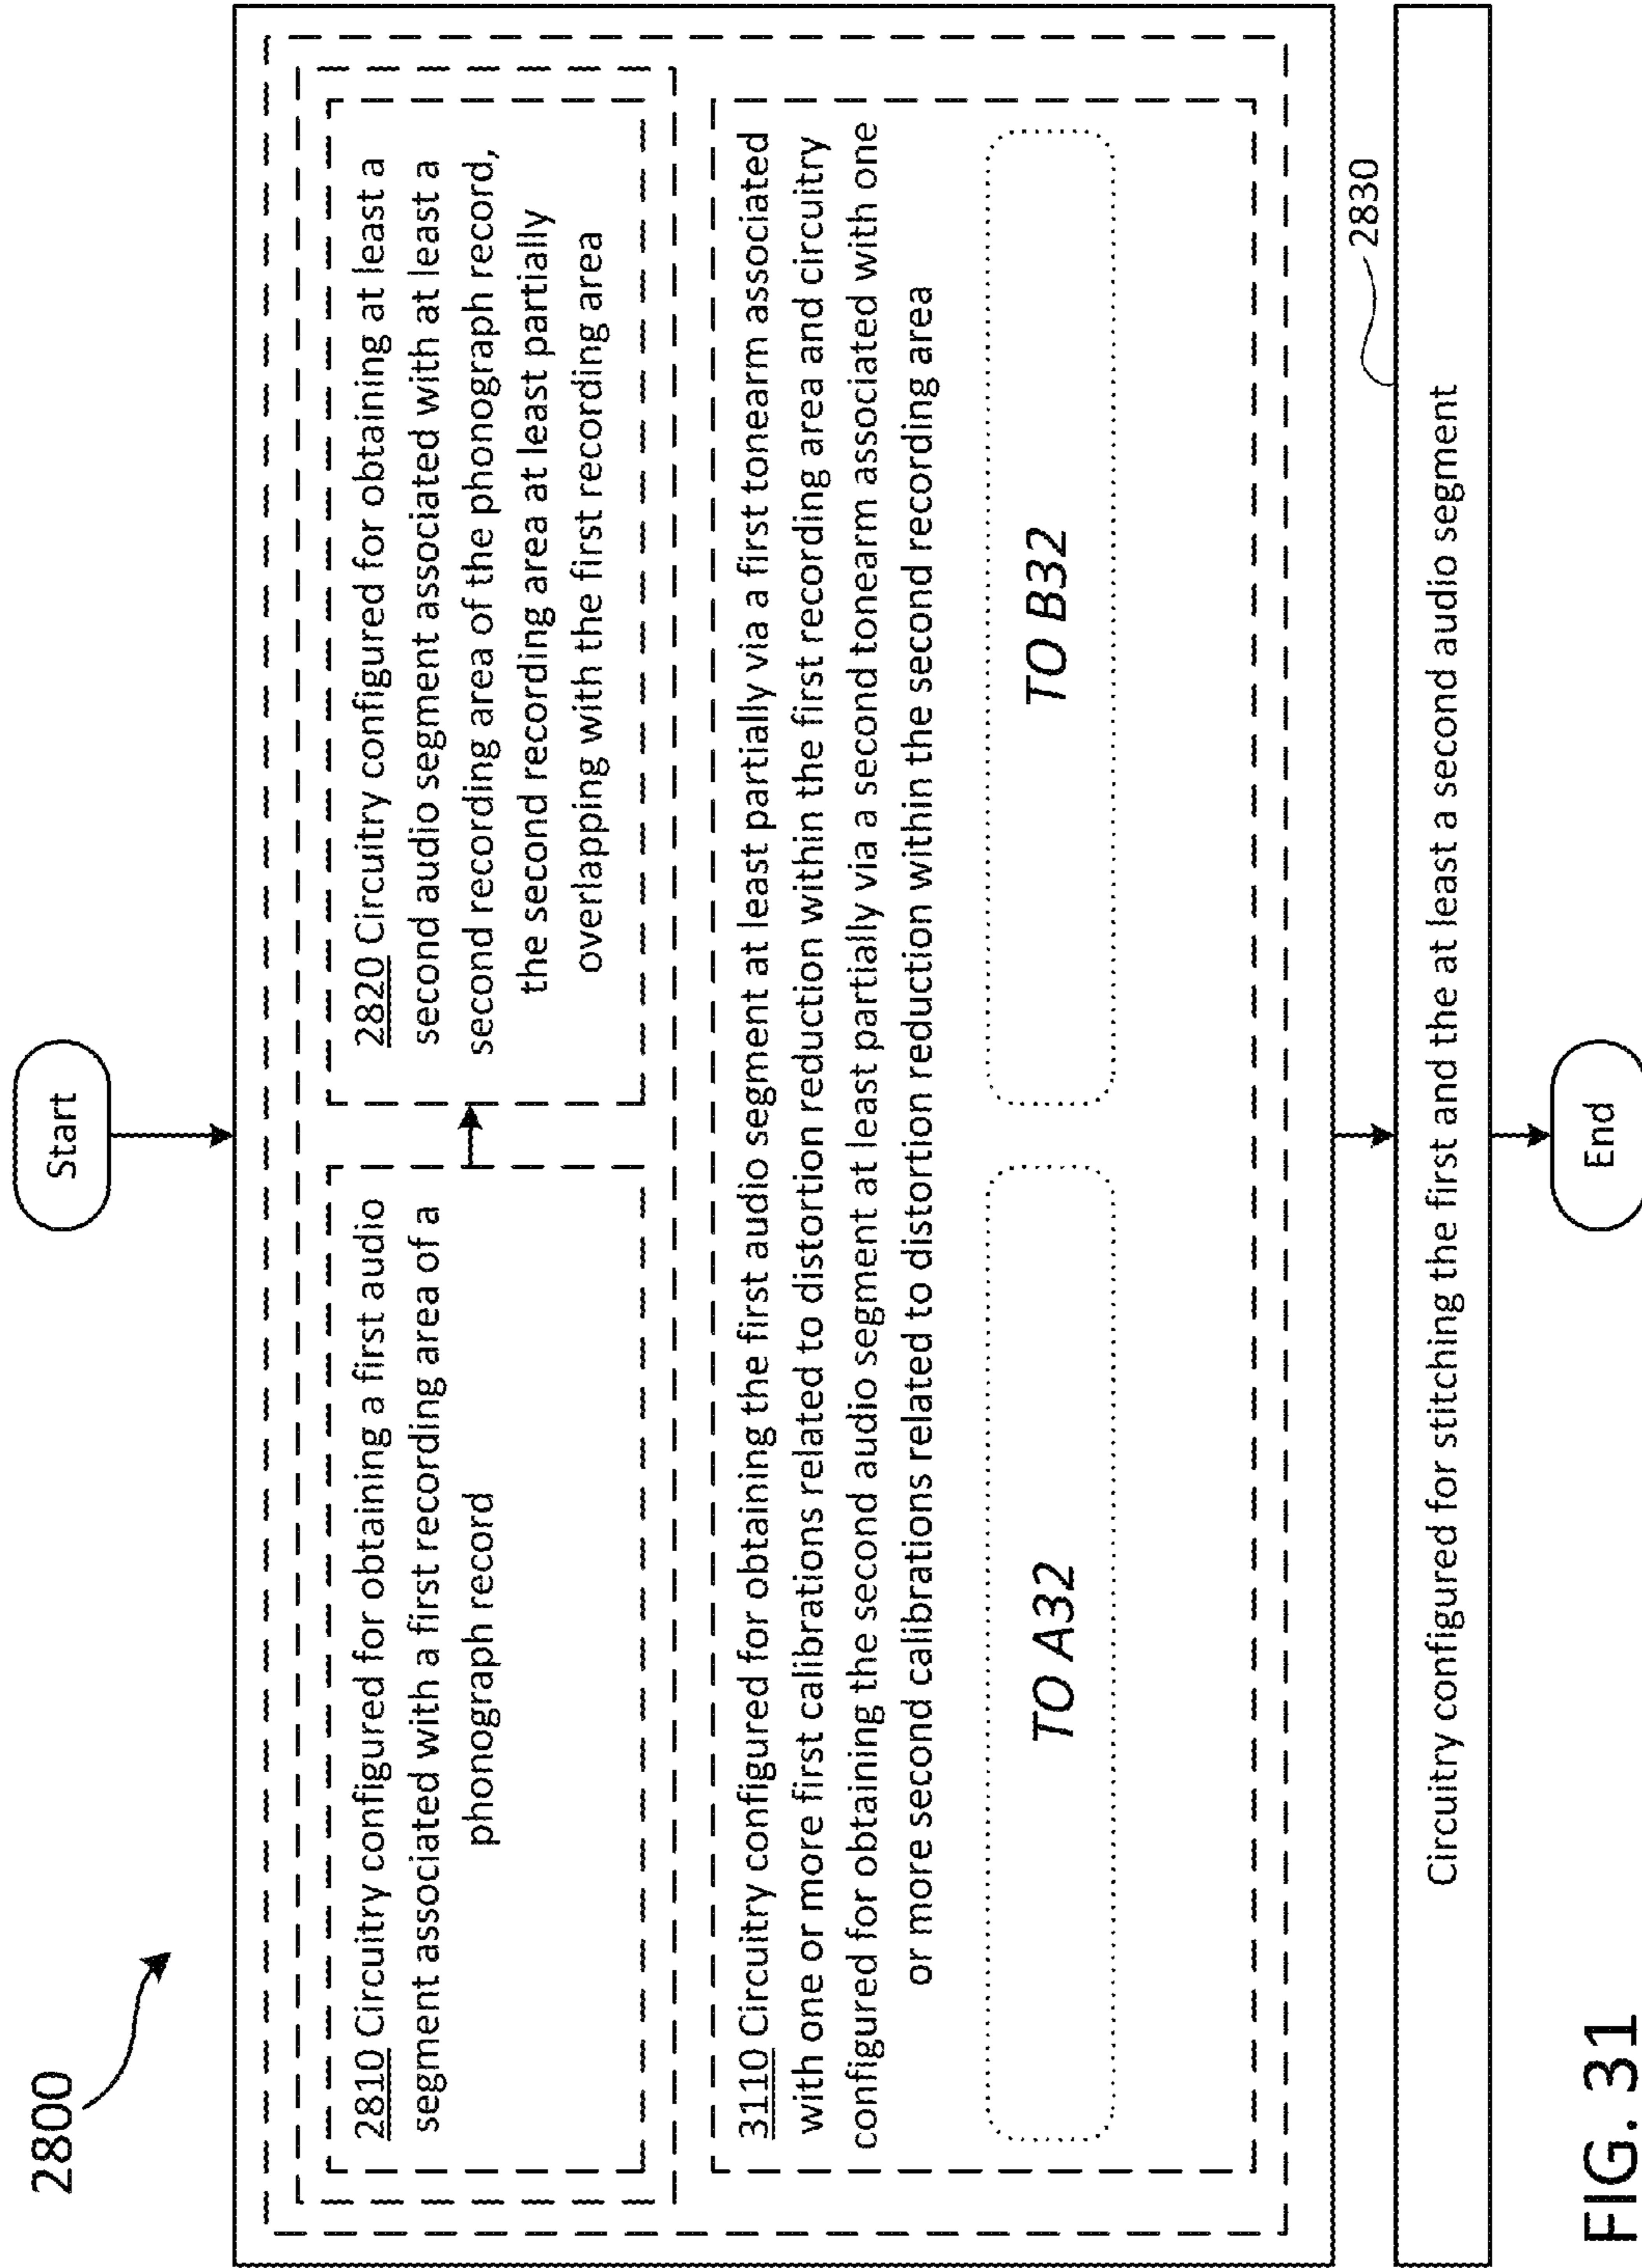 2800
Start
2810 Circuitry configured for obtaining a first audio
segment associated with a first recording area of a
phonograph record
2820 Circuitry configured for obtaining at least a
second audio segment associated with at least a
second recording area of the phonograph record,
the second recording area at least partially
overlapping with the first recording area
3110 Circuitry configured for obtaining the first audio segment at least partially via a first tonearm associated
with one or more first calibrations related to distortion reduction within the first recording area and circuitry
configured for obtaining the second audio segment at least partially via a second tonearm associated with one
or more second calibrations related to distortion reduction within the second recording area
TO A32
TO B32
2830
Circuitry configured for stitching the first and the at least a second audio segment
End
FIG. 31